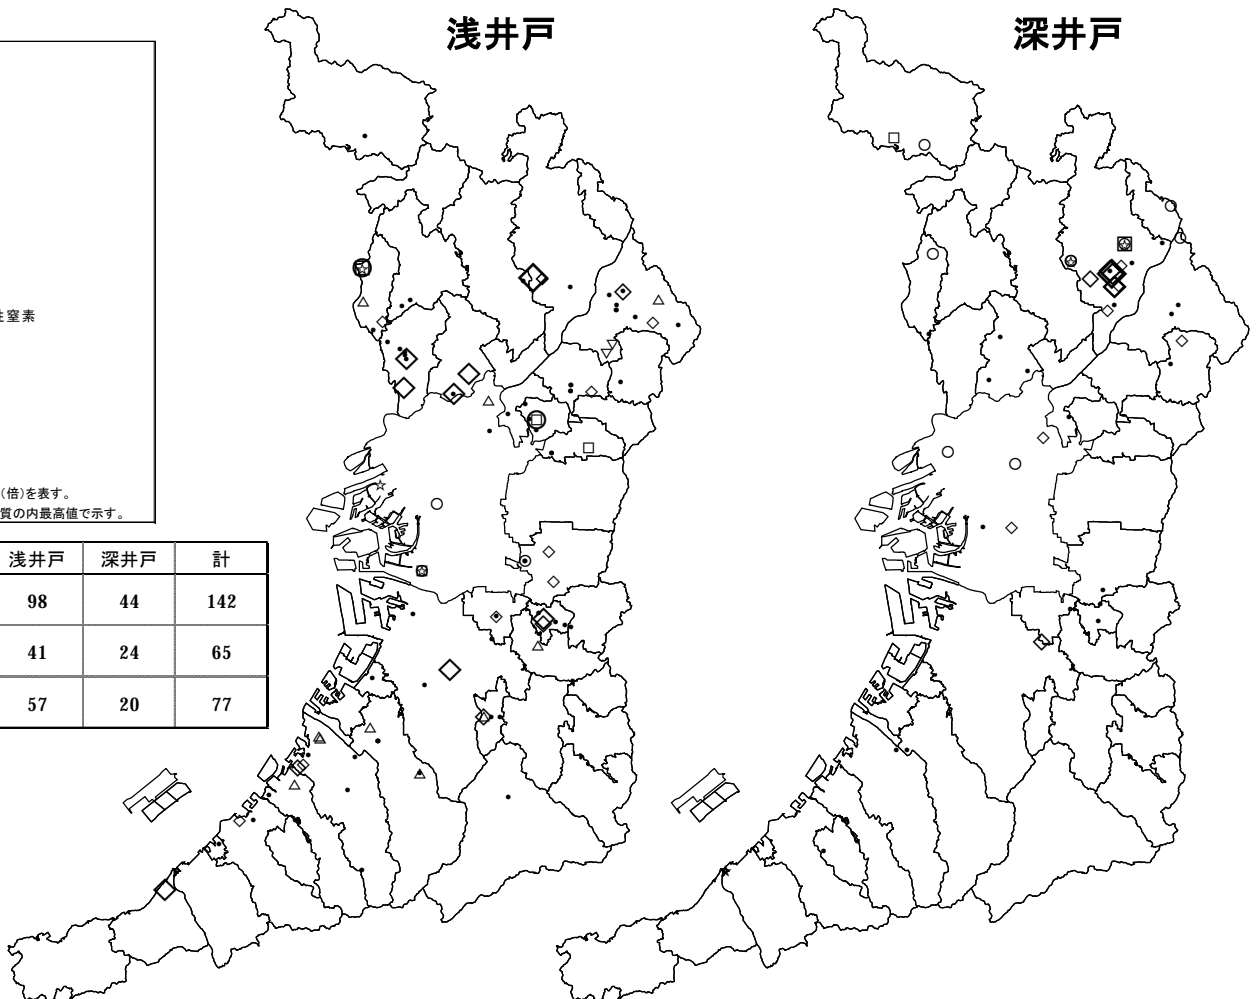 浅井戸
深井戸
窒素
(倍)を表す。
質の内最高値で示す。
浅井戸 深井戸 計
98 44 142
41 24 65
57 20 77